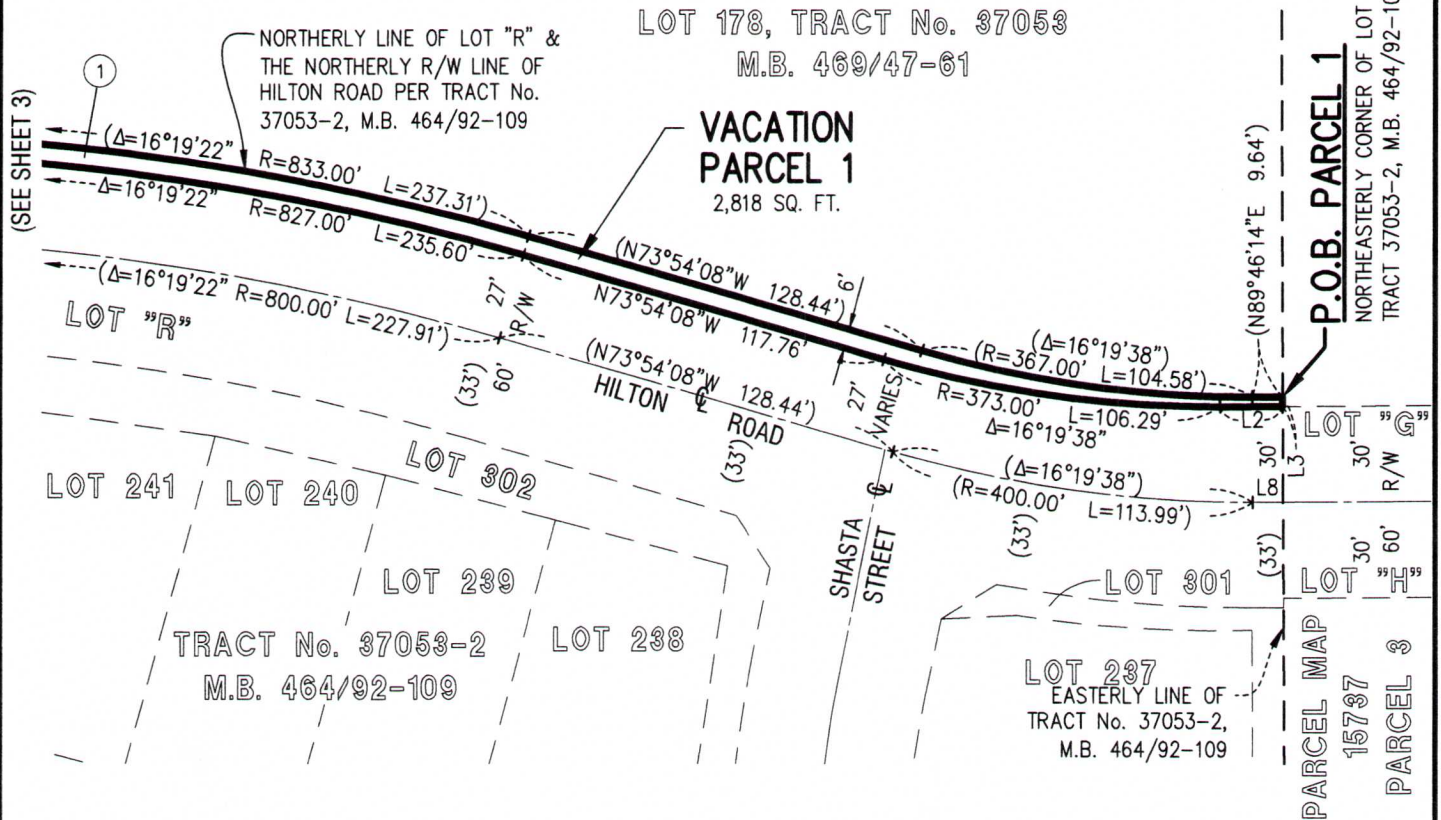 LOT 178, TRACT No. 37053
M.B. 469/47-61
NORTHERLY LINE OF LOT "R" &
THE NORTHERLY R/W LINE OF
HILTON ROAD PER TRACT No.
37053-2, M.B. 464/92-109
1
(SEE SHEET 3)
VACATION
PARCEL 1
2,818 SQ. FT.
P.O.B. PARCEL 1
NORTHEASTERLY CORNER OF LOT
TRACT 37053-2, M.B. 464/92-10
(Δ=16°19'22" R=833.00' L=237.31')
Δ=16°19'22" R=827.00' L=235.60'
(Δ=16°19'22" R=800.00' L=227.91')
(N73°54'08"W 128.44')
N73°54'08"W 117.76'
6'
(N89°46'14"E 9.64')
(Δ=16°19'38")
(R=367.00' L=104.58')
R=373.00' L=106.29'
Δ=16°19'38"
L2
LOT "R"
27'
R/W
(33')
60'
(N73°54'08"W 128.44')
HILTON ℄ ROAD
(33')
27'
VARIES
(Δ=16°19'38")
(R=400.00' L=113.99')
(33')
LOT "G"
30'
L8
L3
30'
R/W
(33')
30'
60'
LOT "H"
LOT 302
LOT 241
LOT 240
LOT 239
LOT 238
TRACT No. 37053-2
M.B. 464/92-109
℄
SHASTA
STREET
LOT 301
LOT 237
EASTERLY LINE OF
TRACT No. 37053-2,
M.B. 464/92-109
PARCEL MAP
15737
PARCEL 3